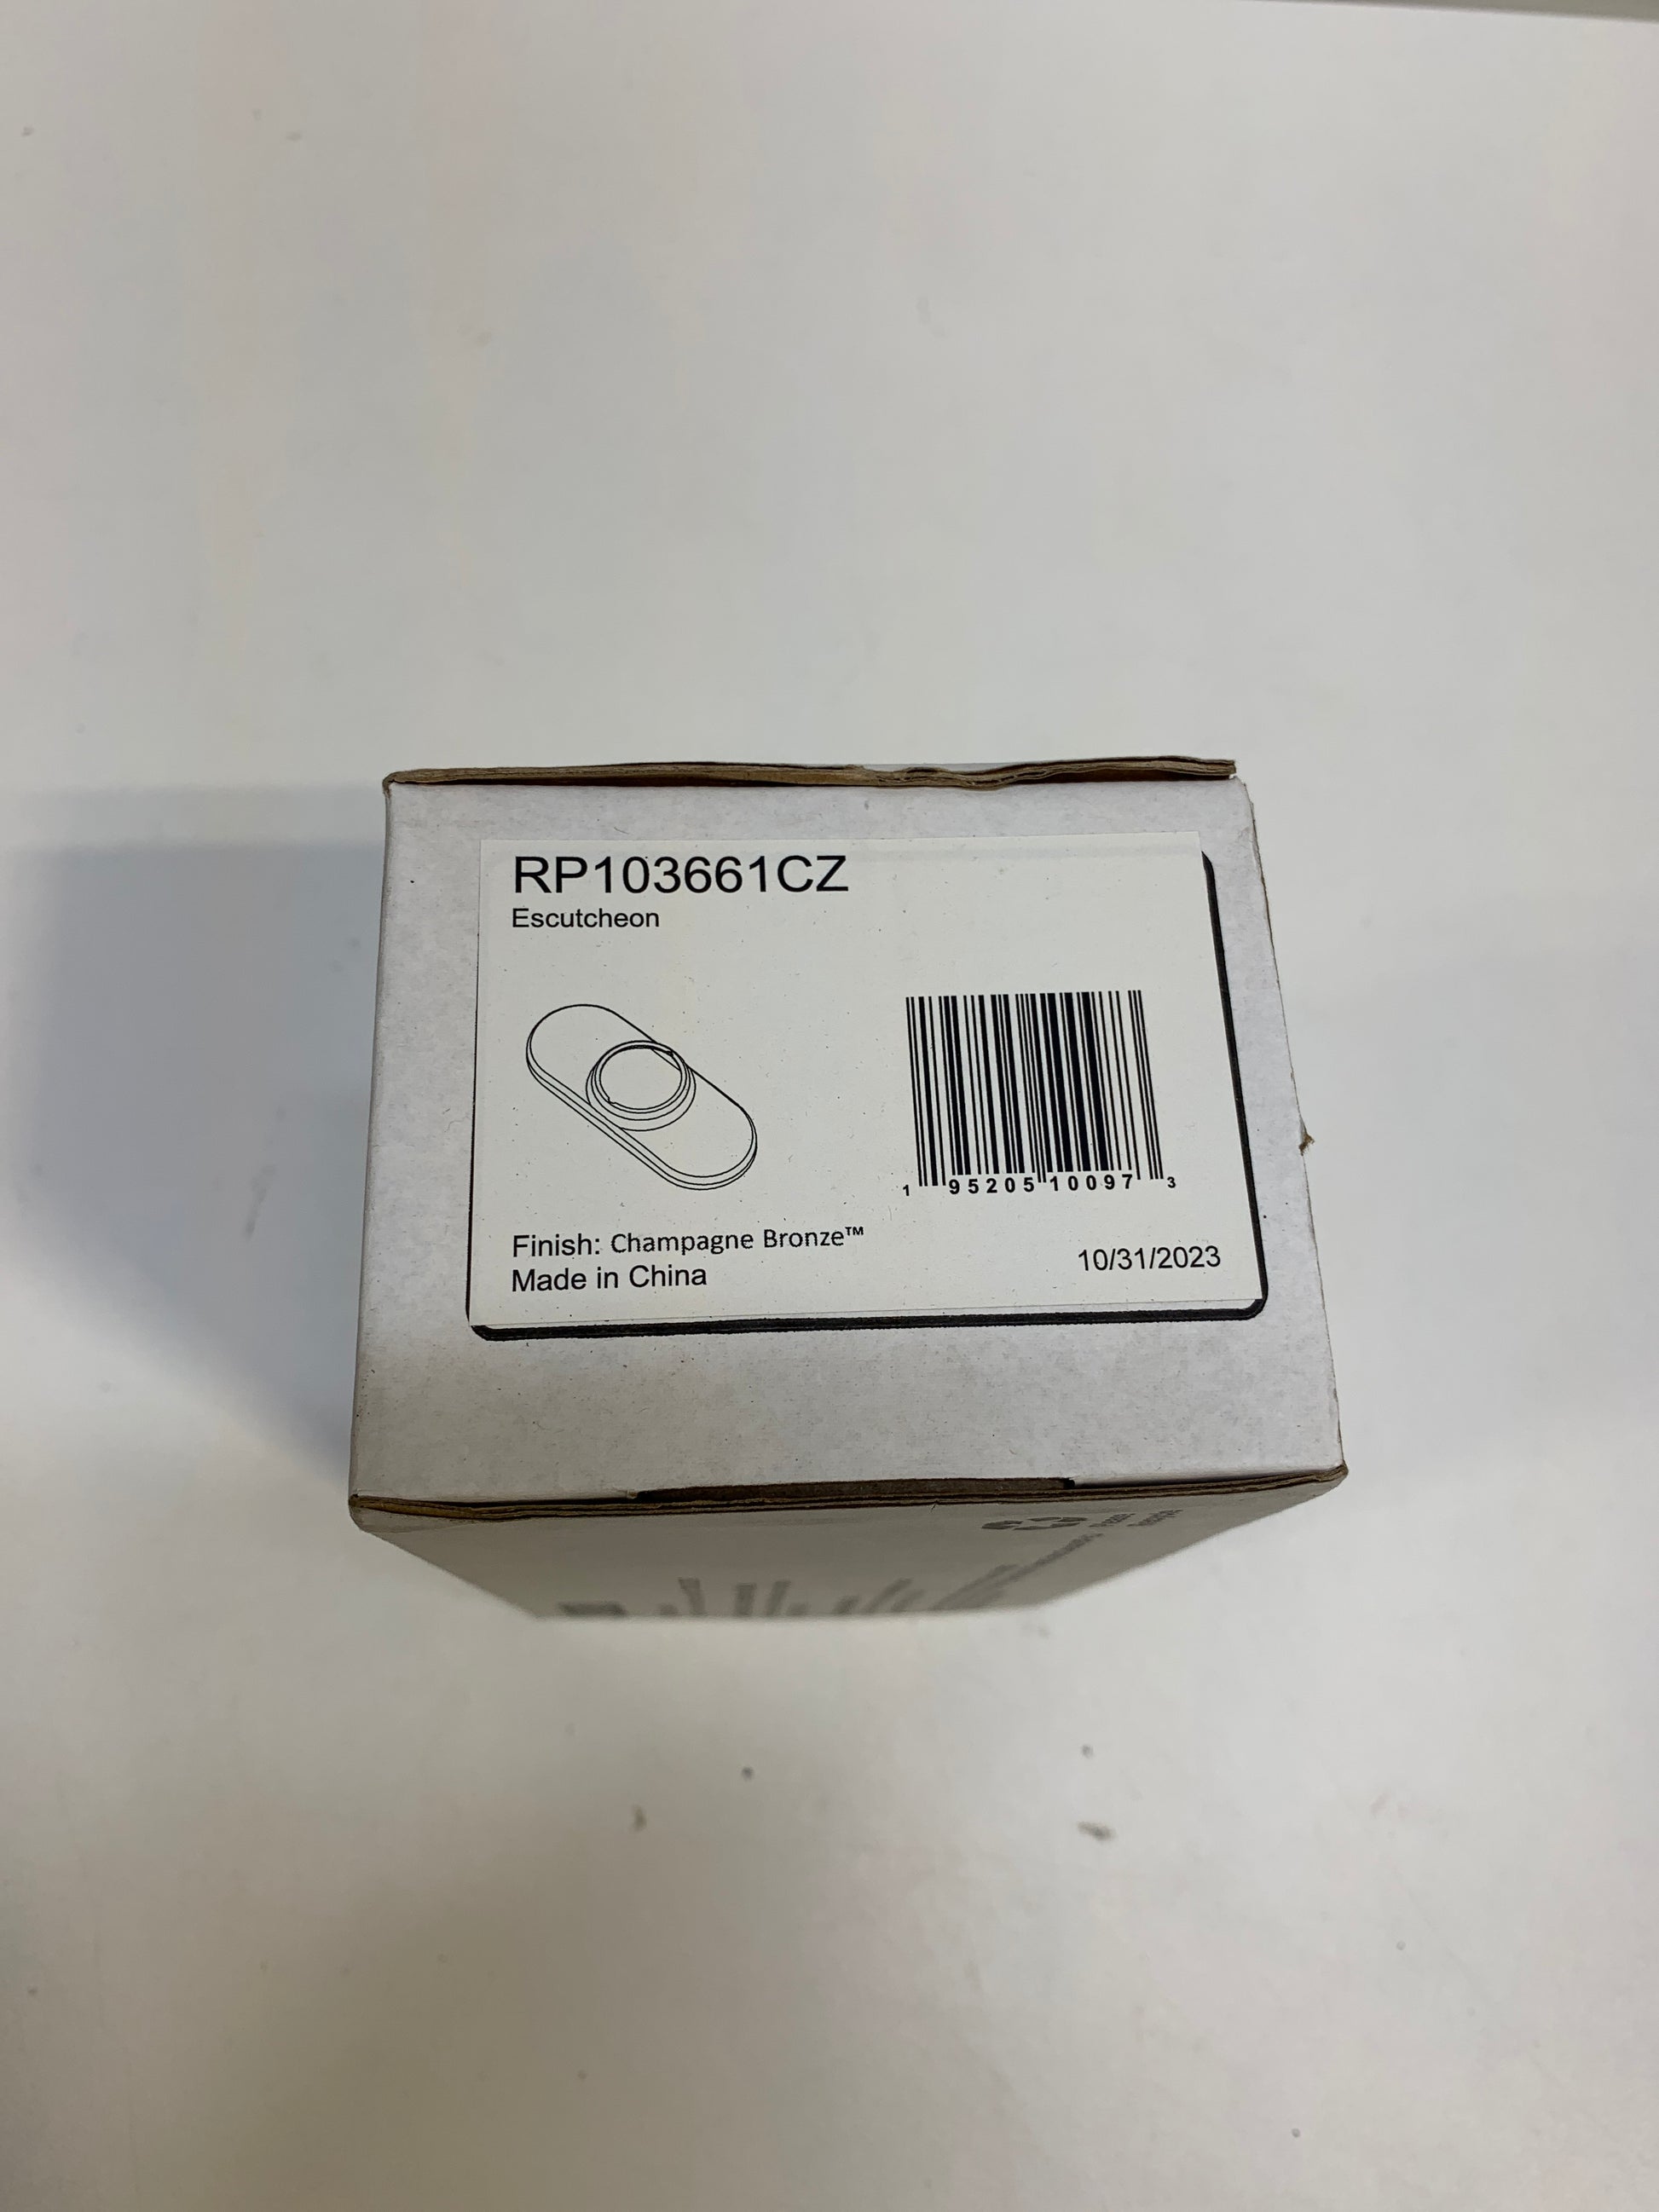 RP103661CZ
Escutcheon
1 95205 10097 3
Finish: Champagne Bronze™
Made in China
10/31/2023